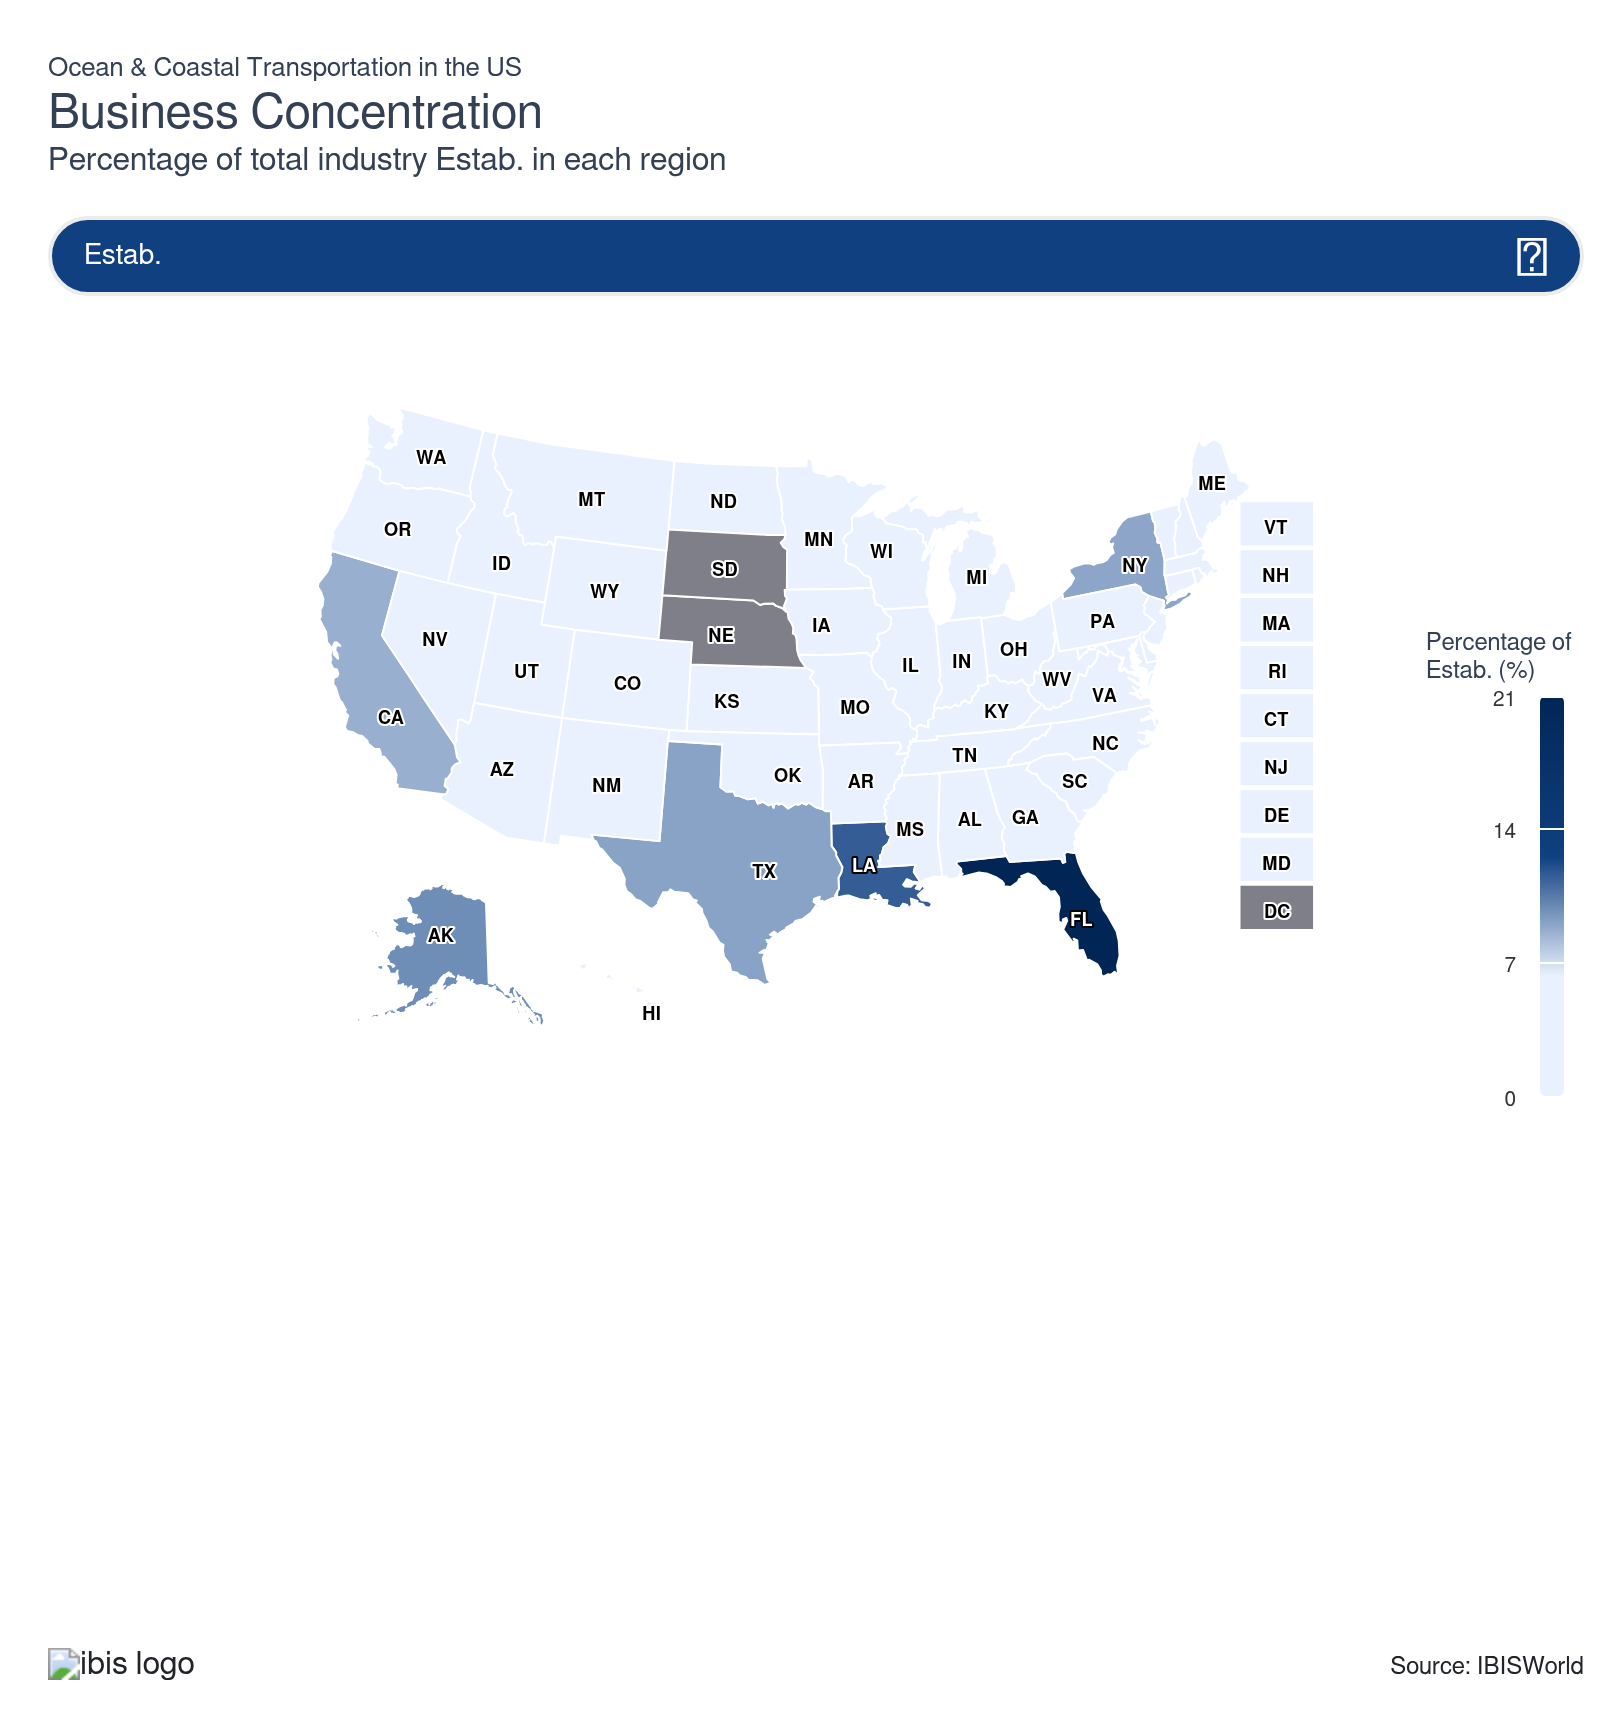 Ocean & Coastal Transportation in the US
Business Concentration
Percentage of total industry Estab. in each region
Estab.
WA
MT
ND
ME
OR
ID
MN
WI
VT
SD
WY
MI
NY
NH
NV
NE
IA
PA
MA
UT
CO
IL
IN
OH
WV
RI
CA
KS
MO
KY
VA
CT
AZ
NM
OK
AR
TN
NC
SC
NJ
MS
AL
GA
DE
TX
LA
MD
AK
FL
DC
HI
Percentage of
Estab. (%)
21
14
7
0
ibis logo
Source: IBISWorld